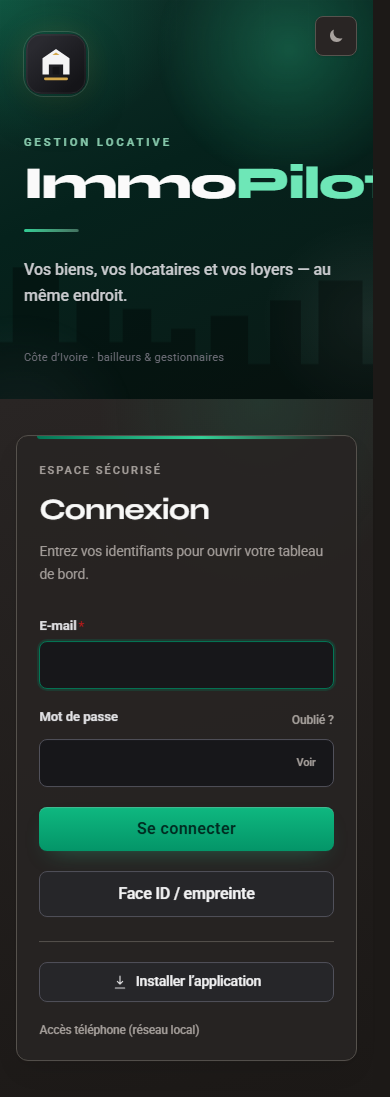 GESTION LOCATIVE
ImmoPilot
Vos biens, vos locataires et vos loyers — au
même endroit.
Côte d'Ivoire · bailleurs & gestionnaires
ESPACE SÉCURISÉ
Connexion
Entrez vos identifiants pour ouvrir votre tableau
de bord.
E-mail *
Mot de passe
Oublié ?
Voir
Se connecter
Face ID / empreinte
Installer l’application
Accès téléphone (réseau local)